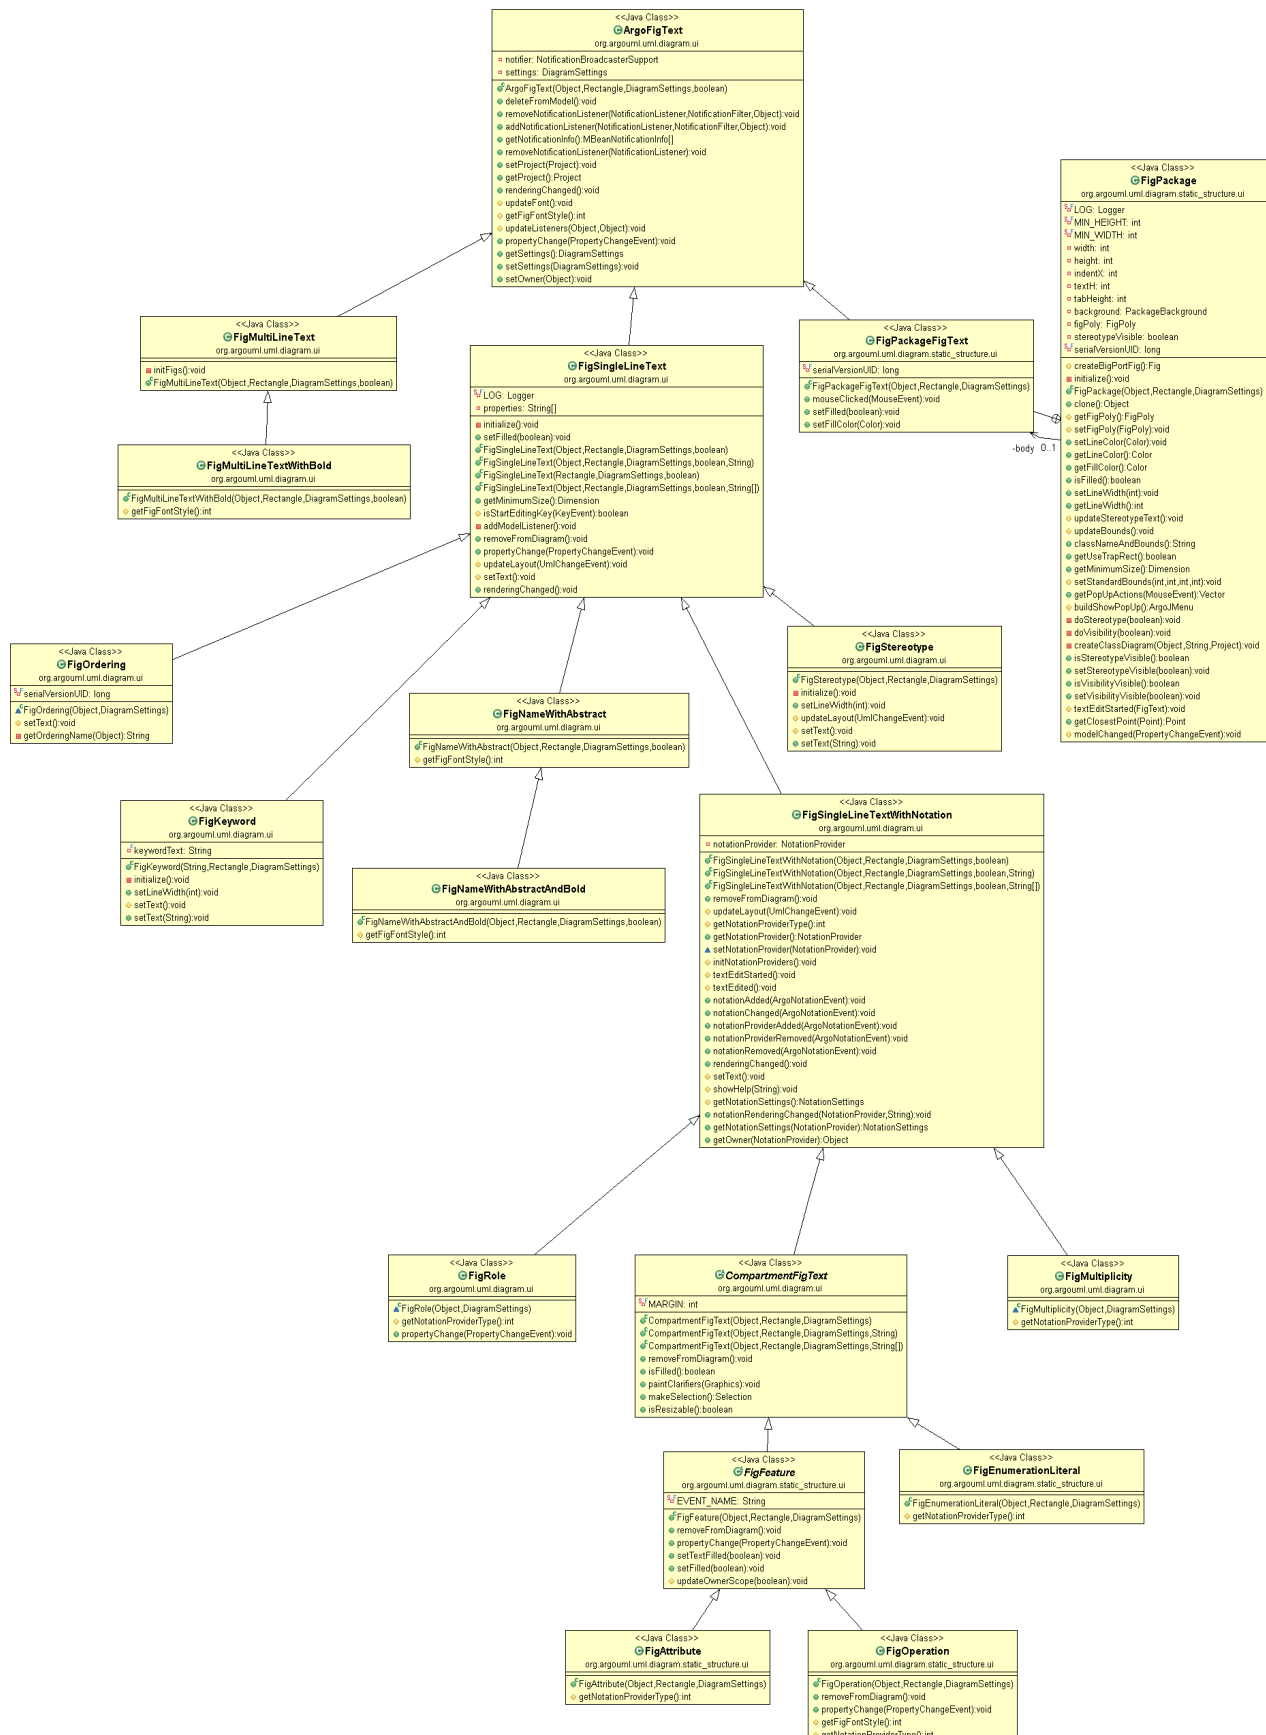 <<Java Class>>
ArgoFigText
org.argouml.uml.diagram.ui
notifier: NotificationBroadcasterSupport
settings: DiagramSettings
ArgoFigText(Object,Rectangle,DiagramSettings,boolean)
deleteFromModel():void
removeNotificationListener(NotificationListener,NotificationFilter,Object):void
addNotificationListener(NotificationListener,NotificationFilter,Object):void
getNotificationInfo():MBeanNotificationInfo[]
removeNotificationListener(NotificationListener):void
setProject(Project):void
getProject():Project
renderingChanged():void
updateFont():void
getFigFontStyle():int
updateListeners(Object,Object):void
propertyChange(PropertyChangeEvent):void
getSettings():DiagramSettings
setSettings(DiagramSettings):void
setOwner(Object):void
<<Java Class>>
FigPackage
org.argouml.uml.diagram.static_structure.ui
LOG: Logger
MIN_HEIGHT: int
MIN_WIDTH: int
width: int
height: int
indentX: int
textH: int
tabHeight: int
background: PackageBackground
figPoly: FigPoly
stereotypeVisible: boolean
serialVersionUID: long
createBigPortFig():Fig
initialize():void
FigPackage(Object,Rectangle,DiagramSettings)
clone():Object
getFigPoly():FigPoly
setFigPoly(FigPoly):void
setLineColor(Color):void
getLineColor():Color
getFillColor():Color
isFilled():boolean
setLineWidth(int):void
getLineWidth():int
updateStereotypeText():void
updateBounds():void
classNameAndBounds():String
getUseTrapRect():boolean
getMinimumSize():Dimension
setStandardBounds(int,int,int,int):void
getPopUpActions(MouseEvent):Vector
buildShowPopUp():ArgoJMenu
doStereotype(boolean):void
doVisibility(boolean):void
createClassDiagram(Object,String,Project):void
isStereotypeVisible():boolean
setStereotypeVisible(boolean):void
isVisibilityVisible():boolean
setVisibilityVisible(boolean):void
textEditStarted(FigText):void
getClosestPoint(Point):Point
modelChanged(PropertyChangeEvent):void
<<Java Class>>
FigMultiLineText
org.argouml.uml.diagram.ui
initFigs():void
FigMultiLineText(Object,Rectangle,DiagramSettings,boolean)
<<Java Class>>
FigSingleLineText
org.argouml.uml.diagram.ui
LOG: Logger
properties: String[]
initialize():void
setFilled(boolean):void
FigSingleLineText(Object,Rectangle,DiagramSettings,boolean)
FigSingleLineText(Object,Rectangle,DiagramSettings,boolean,String)
FigSingleLineText(Rectangle,DiagramSettings,boolean)
FigSingleLineText(Object,Rectangle,DiagramSettings,boolean,String[])
getMinimumSize():Dimension
isStartEditingKey(KeyEvent):boolean
addModelListener():void
removeFromDiagram():void
propertyChange(PropertyChangeEvent):void
updateLayout(UmlChangeEvent):void
setText():void
renderingChanged():void
<<Java Class>>
FigPackageFigText
org.argouml.uml.diagram.static_structure.ui
serialVersionUID: long
FigPackageFigText(Object,Rectangle,DiagramSettings)
mouseClicked(MouseEvent):void
setFilled(boolean):void
setFillColor(Color):void
-body 0..1
<<Java Class>>
FigMultiLineTextWithBold
org.argouml.uml.diagram.ui
FigMultiLineTextWithBold(Object,Rectangle,DiagramSettings,boolean)
getFigFontStyle():int
<<Java Class>>
FigOrdering
org.argouml.uml.diagram.ui
serialVersionUID: long
FigOrdering(Object,DiagramSettings)
setText():void
getOrderingName(Object):String
<<Java Class>>
FigStereotype
org.argouml.uml.diagram.ui
FigStereotype(Object,Rectangle,DiagramSettings)
initialize():void
setLineWidth(int):void
updateLayout(UmlChangeEvent):void
setText():void
setText(String):void
<<Java Class>>
FigNameWithAbstract
org.argouml.uml.diagram.ui
FigNameWithAbstract(Object,Rectangle,DiagramSettings,boolean)
getFigFontStyle():int
<<Java Class>>
FigKeyword
org.argouml.uml.diagram.ui
keywordText: String
FigKeyword(String,Rectangle,DiagramSettings)
initialize():void
setLineWidth(int):void
setText():void
setText(String):void
<<Java Class>>
FigNameWithAbstractAndBold
org.argouml.uml.diagram.ui
FigNameWithAbstractAndBold(Object,Rectangle,DiagramSettings,boolean)
getFigFontStyle():int
<<Java Class>>
FigSingleLineTextWithNotation
org.argouml.uml.diagram.ui
notationProvider: NotationProvider
FigSingleLineTextWithNotation(Object,Rectangle,DiagramSettings,boolean)
FigSingleLineTextWithNotation(Object,Rectangle,DiagramSettings,boolean,String)
FigSingleLineTextWithNotation(Object,Rectangle,DiagramSettings,boolean,String[])
removeFromDiagram():void
updateLayout(UmlChangeEvent):void
getNotationProviderType():int
getNotationProvider():NotationProvider
setNotationProvider(NotationProvider):void
initNotationProviders():void
textEditStarted():void
textEdited():void
notationAdded(ArgoNotationEvent):void
notationChanged(ArgoNotationEvent):void
notationProviderAdded(ArgoNotationEvent):void
notationProviderRemoved(ArgoNotationEvent):void
notationRemoved(ArgoNotationEvent):void
renderingChanged():void
setText():void
showHelp(String):void
getNotationSettings():NotationSettings
notationRenderingChanged(NotationProvider,String):void
getNotationSettings(NotationProvider):NotationSettings
getOwner(NotationProvider):Object
<<Java Class>>
FigRole
org.argouml.uml.diagram.ui
FigRole(Object,DiagramSettings)
getNotationProviderType():int
propertyChange(PropertyChangeEvent):void
<<Java Class>>
CompartmentFigText
org.argouml.uml.diagram.ui
MARGIN: int
CompartmentFigText(Object,Rectangle,DiagramSettings)
CompartmentFigText(Object,Rectangle,DiagramSettings,String)
CompartmentFigText(Object,Rectangle,DiagramSettings,String[])
removeFromDiagram():void
isFilled():boolean
paintClarifiers(Graphics):void
makeSelection():Selection
isResizable():boolean
<<Java Class>>
FigMultiplicity
org.argouml.uml.diagram.ui
FigMultiplicity(Object,DiagramSettings)
getNotationProviderType():int
<<Java Class>>
FigFeature
org.argouml.uml.diagram.static_structure.ui
EVENT_NAME: String
FigFeature(Object,Rectangle,DiagramSettings)
removeFromDiagram():void
propertyChange(PropertyChangeEvent):void
setTextFilled(boolean):void
setFilled(boolean):void
updateOwnerScope(boolean):void
<<Java Class>>
FigEnumerationLiteral
org.argouml.uml.diagram.static_structure.ui
FigEnumerationLiteral(Object,Rectangle,DiagramSettings)
getNotationProviderType():int
<<Java Class>>
FigAttribute
org.argouml.uml.diagram.static_structure.ui
FigAttribute(Object,Rectangle,DiagramSettings)
getNotationProviderType():int
<<Java Class>>
FigOperation
org.argouml.uml.diagram.static_structure.ui
FigOperation(Object,Rectangle,DiagramSettings)
removeFromDiagram():void
propertyChange(PropertyChangeEvent):void
getFigFontStyle():int
getNotationProviderType():int